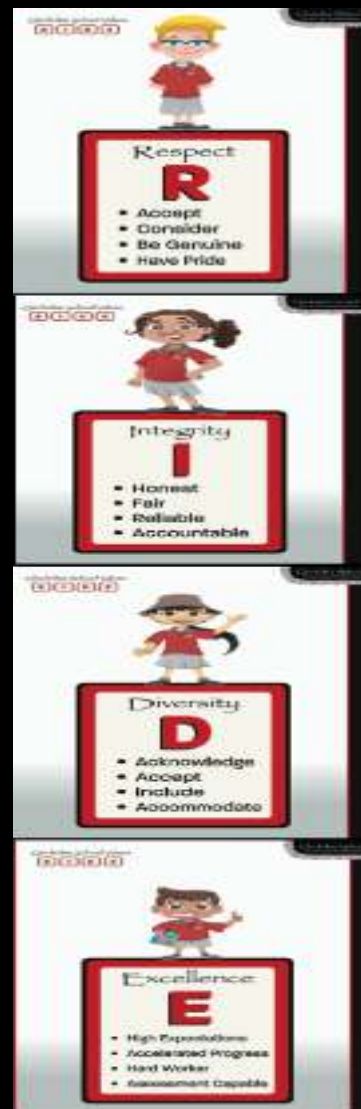 Respect
R
• Accept
• Consider
• Be Genuine
• Have Pride
Integrity
I
• Honest
• Fair
• Reliable
• Accountable
Diversity
D
• Acknowledge
• Accept
• Include
• Accommodate
Excellence
E
• High Expectations
• Accelerated Progress
• Hard Worker
• Assessment Capable